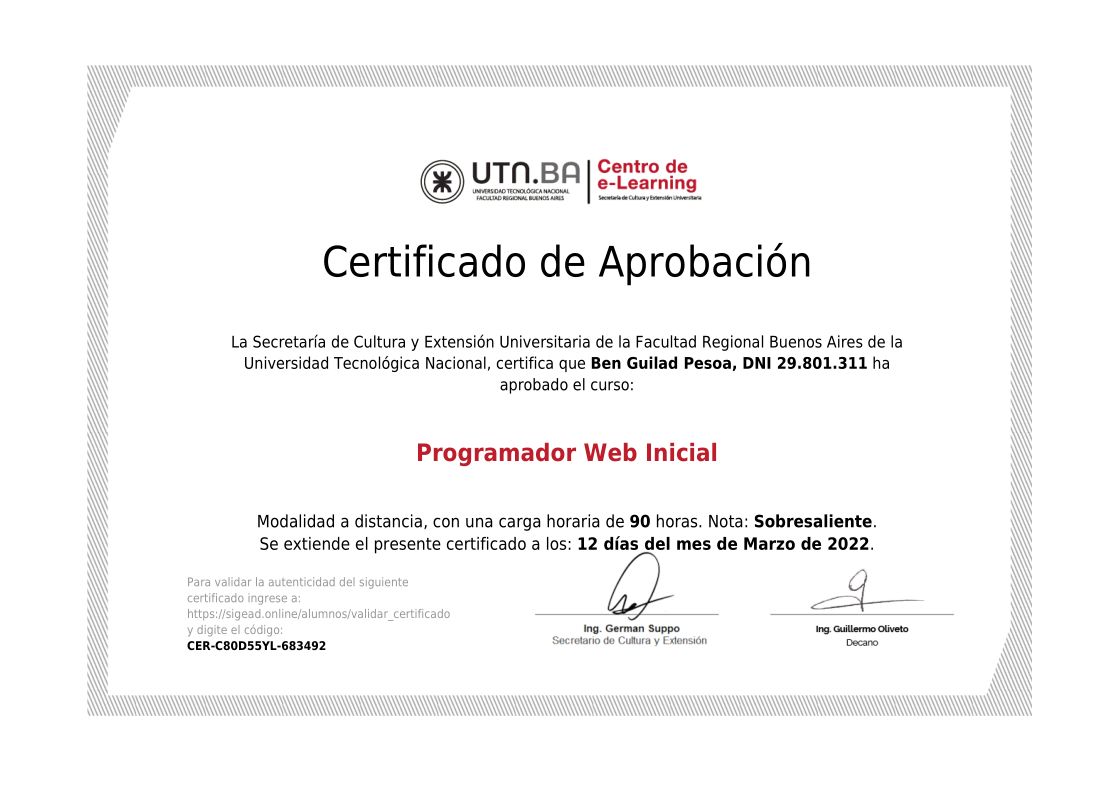 UTN.BA
UNIVERSIDAD TECNOLÓGICA NACIONAL
FACULTAD REGIONAL BUENOS AIRES
Centro de
e-Learning
Secretaría de Cultura y Extensión Universitaria
Certificado de Aprobación
La Secretaría de Cultura y Extensión Universitaria de la Facultad Regional Buenos Aires de la
Universidad Tecnológica Nacional, certifica que Ben Guilad Pesoa, DNI 29.801.311 ha
aprobado el curso:
Programador Web Inicial
Modalidad a distancia, con una carga horaria de 90 horas. Nota: Sobresaliente.
Se extiende el presente certificado a los: 12 días del mes de Marzo de 2022.
Para validar la autenticidad del siguiente
certificado ingrese a:
https://sigead.online/alumnos/validar_certificado
y digite el código:
CER-C80D55YL-683492
Ing. German Suppo
Secretario de Cultura y Extensión
Ing. Guillermo Oliveto
Decano